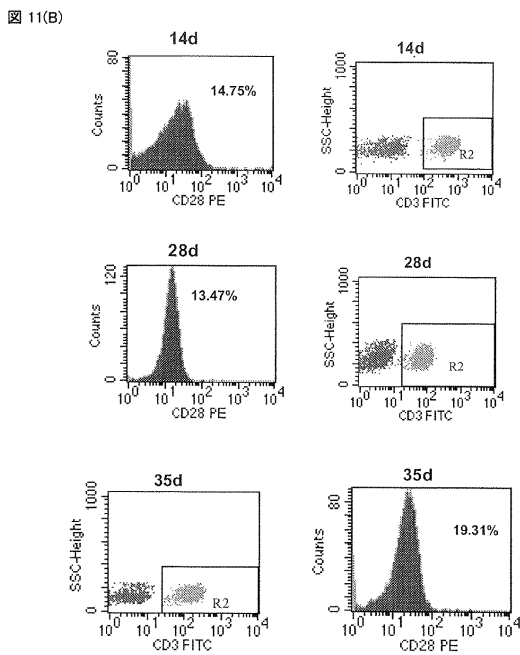 図 11(B)
14d
80
14.75%
Counts
0
10^0 10^1 10^2 10^3 10^4
CD28 PE
14d
1000
SSC-Height
R2
0
10^0 10^1 10^2 10^3 10^4
CD3 FITC
28d
120
13.47%
Counts
0
10^0 10^1 10^2 10^3 10^4
CD28 PE
28d
1000
SSC-Height
R2
0
10^0 10^1 10^2 10^3 10^4
CD3 FITC
35d
1000
SSC-Height
R2
0
10^0 10^1 10^2 10^3 10^4
CD3 FITC
35d
80
19.31%
Counts
0
10^0 10^1 10^2 10^3 10^4
CD28 PE